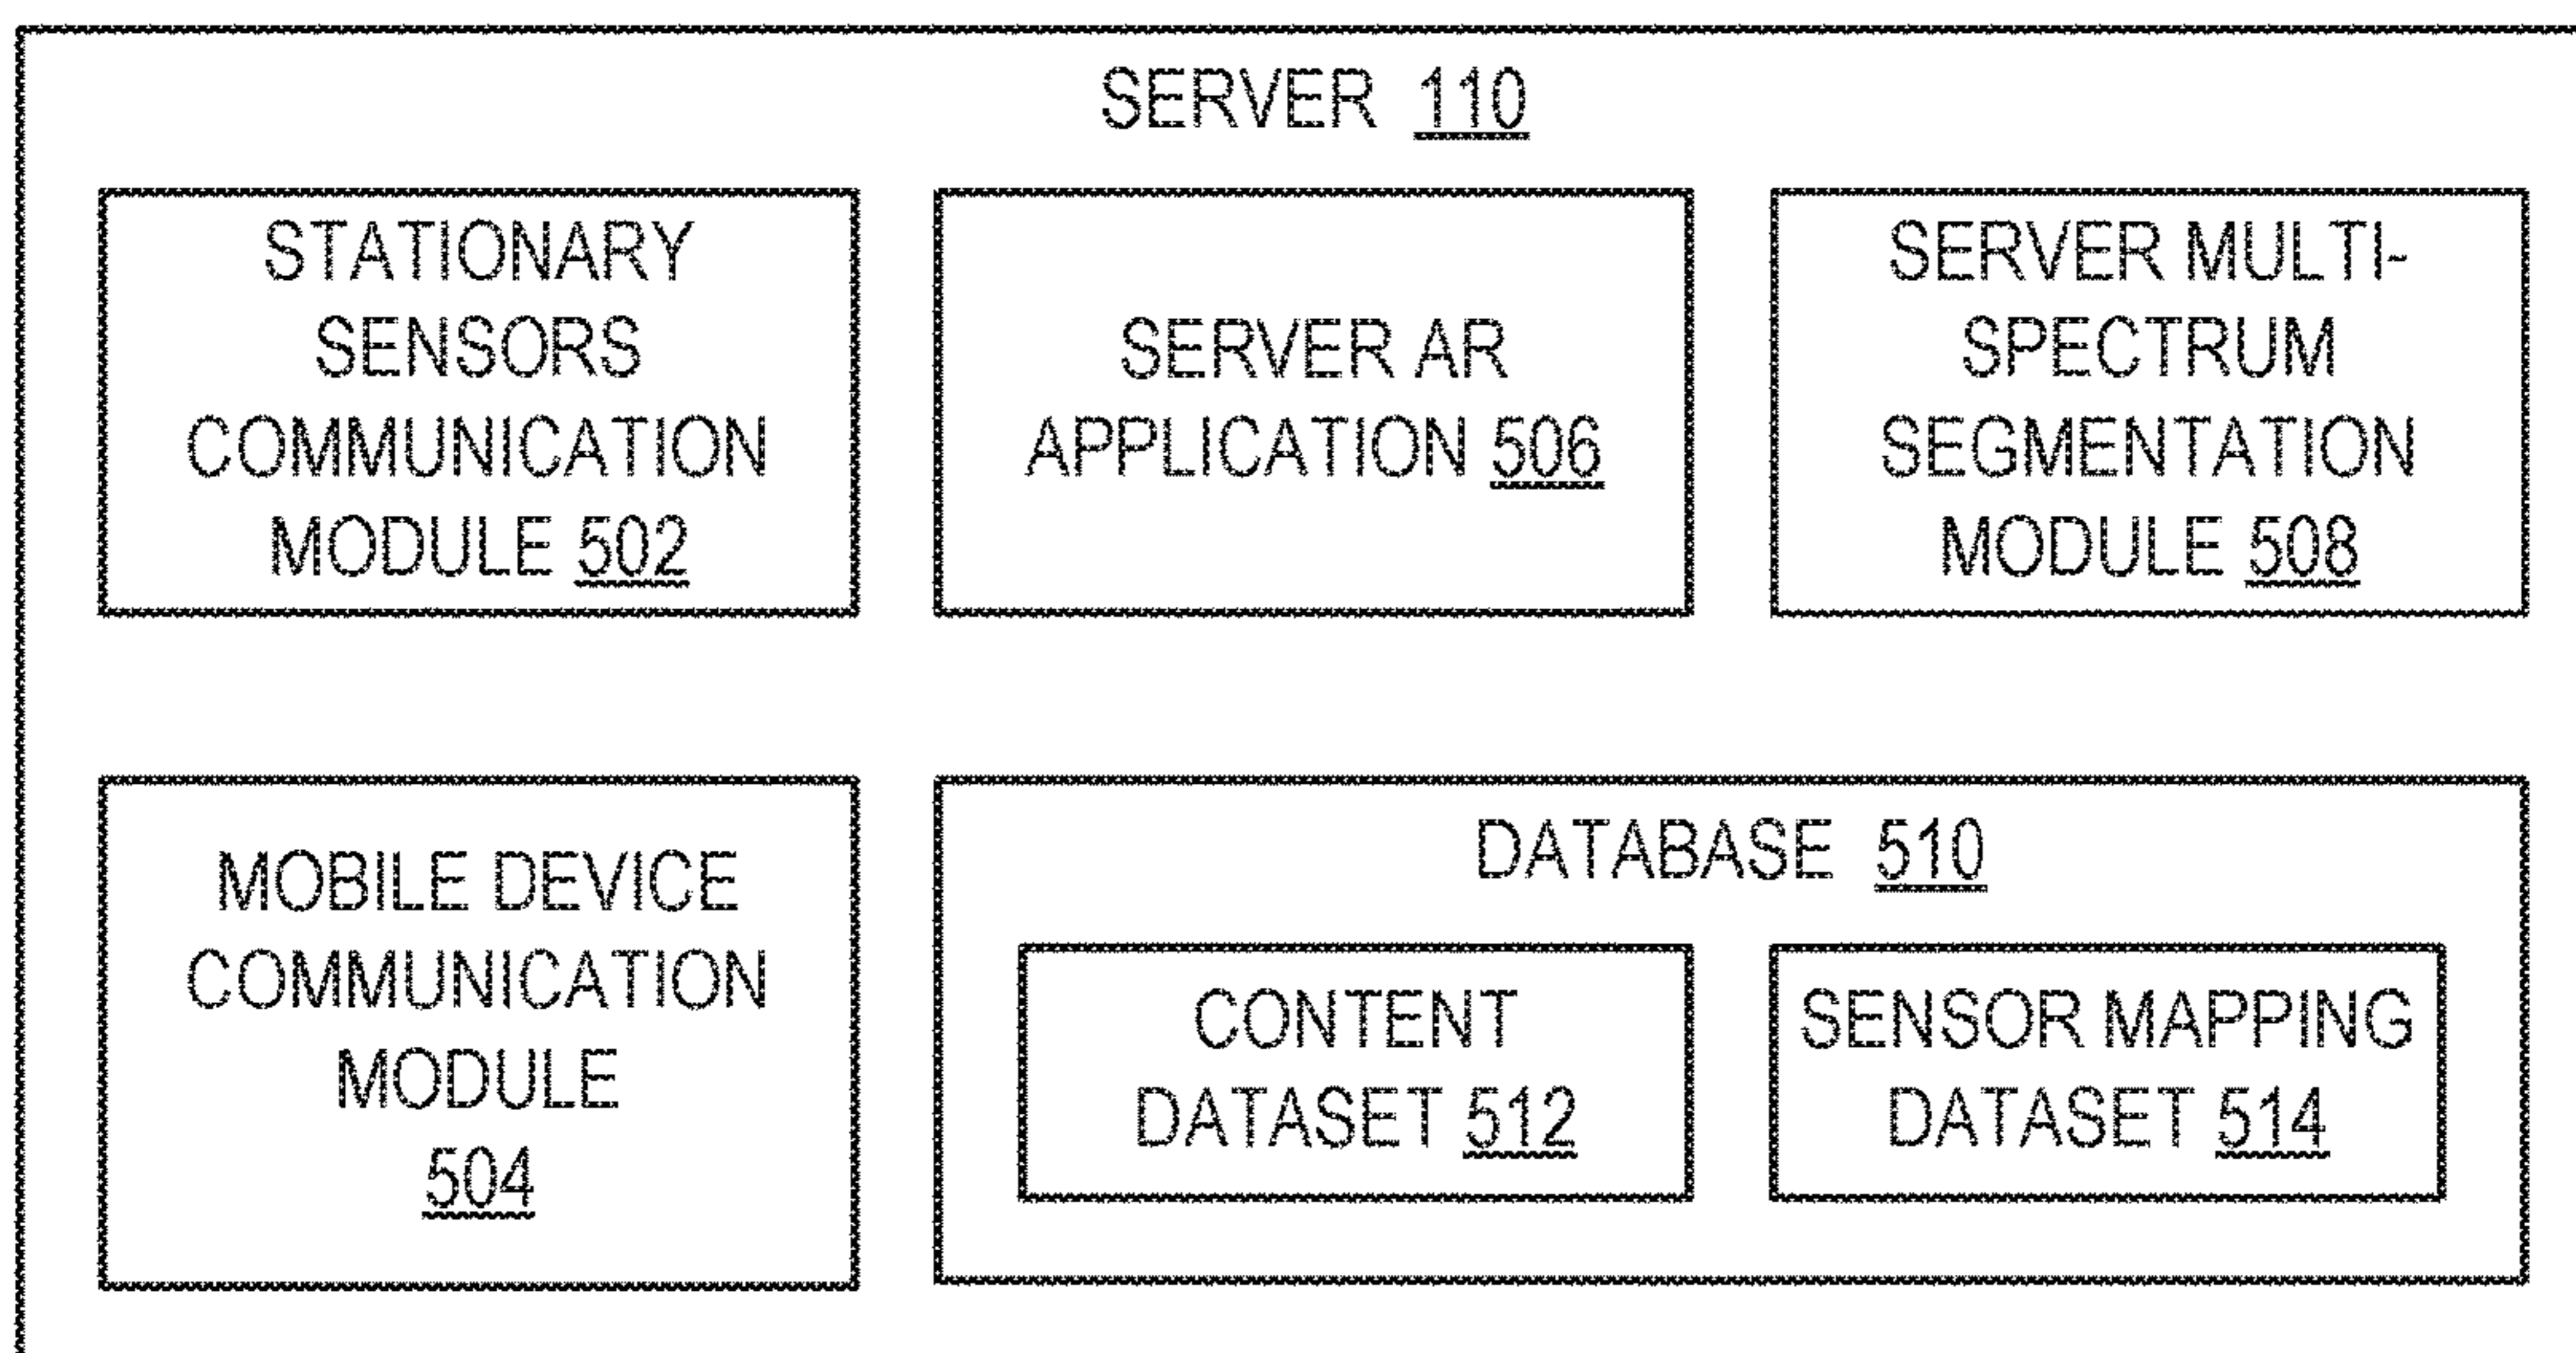 SERVER 110
STATIONARY
SENSORS
COMMUNICATION
MODULE 502
SERVER AR
APPLICATION 506
SERVER MULTI-
SPECTRUM
SEGMENTATION
MODULE 508
MOBILE DEVICE
COMMUNICATION
MODULE
504
DATABASE 510
CONTENT
DATASET 512
SENSOR MAPPING
DATASET 514